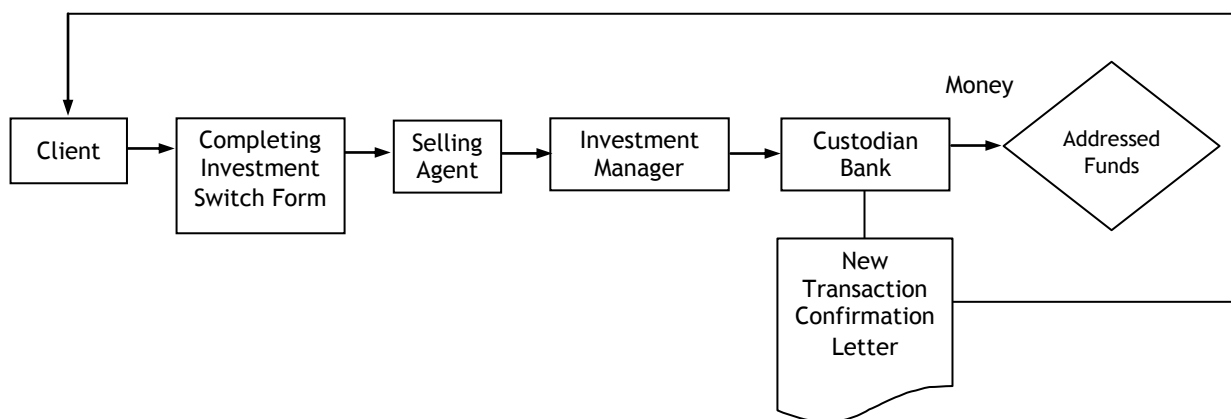 Client
Completing
Investment
Switch Form
Selling
Agent
Investment
Manager
Custodian
Bank
Money
Addressed
Funds
New
Transaction
Confirmation
Letter